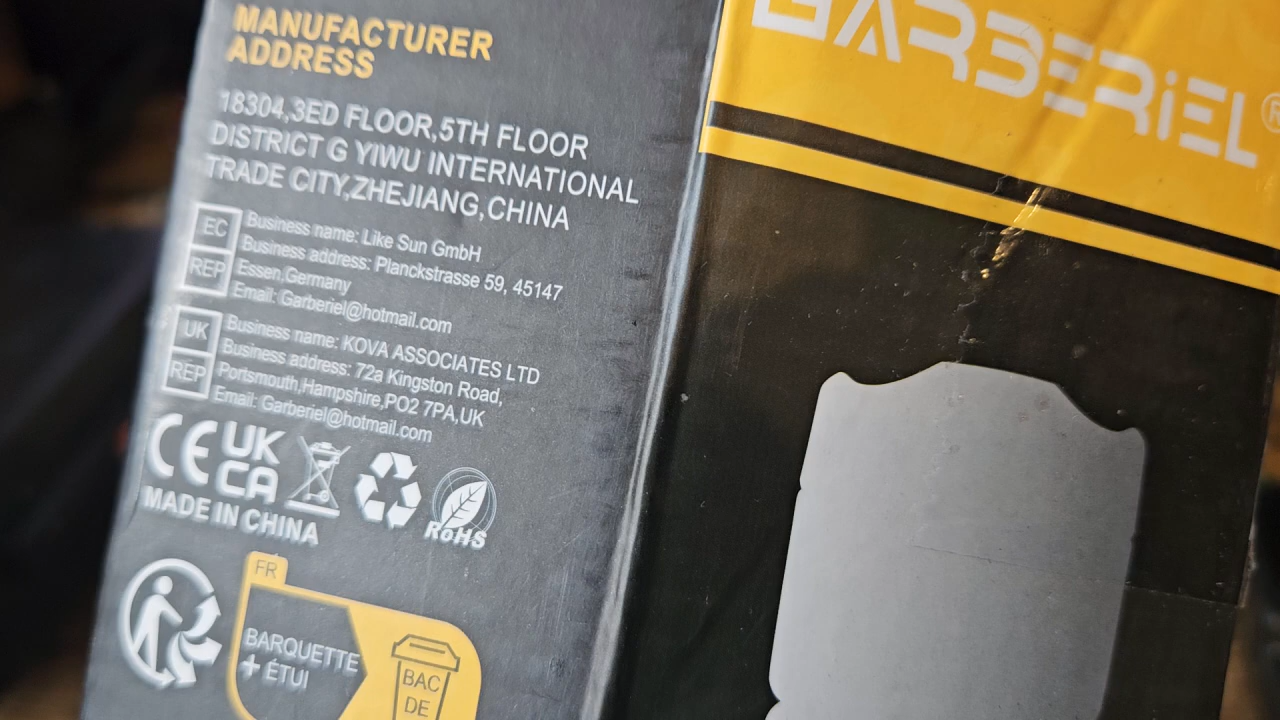 MANUFACTURER
ADDRESS
18304,3ED FLOOR,5TH FLOOR
DISTRICT G YIWU INTERNATIONAL
TRADE CITY,ZHEJIANG,CHINA
EC
REP
Business name: Like Sun GmbH
Business address: Planckstrasse 59, 45147
Essen,Germany
Email: Garberiel@hotmail.com
UK
REP
Business name: KOVA ASSOCIATES LTD
Business address: 72a Kingston Road,
Portsmouth,Hampshire,PO2 7PA,UK
Email: Garberiel@hotmail.com
CE
UK
CA
RoHS
MADE IN CHINA
FR
BARQUETTE
+ ÉTUI
BAC
DE
GARBERiEL®